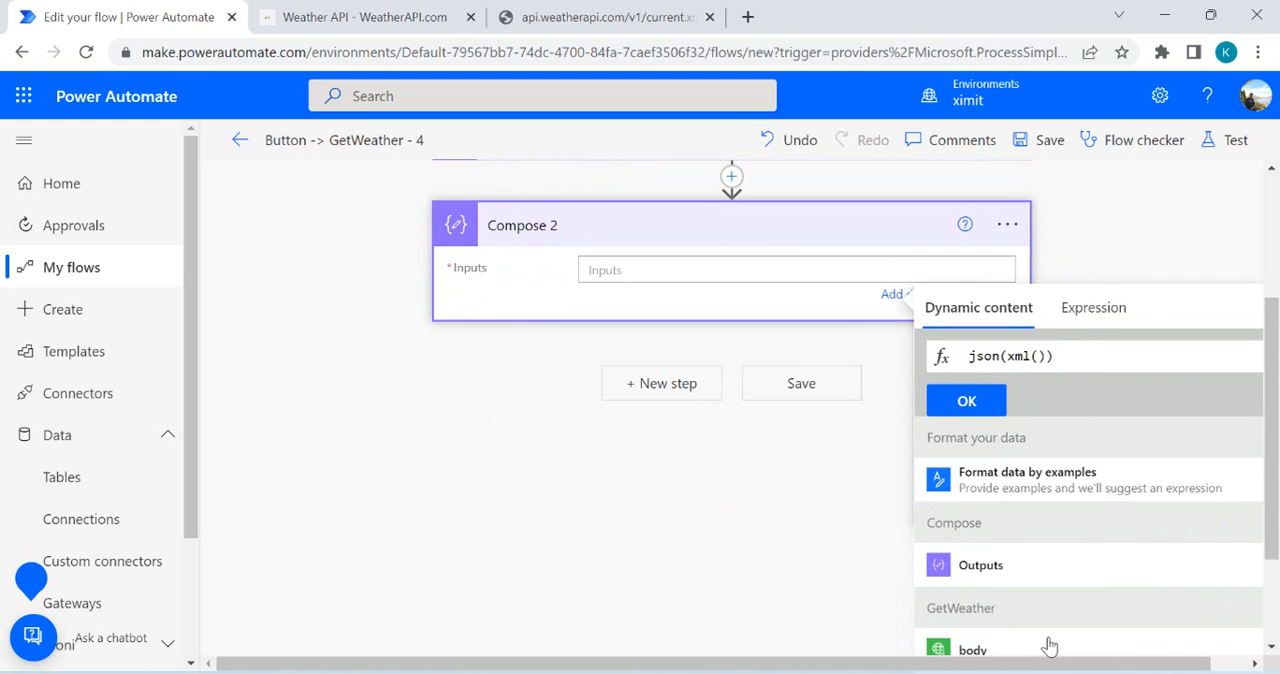 Edit your flow | Power Automate
Weather API - WeatherAPI.com
api.weatherapi.com/v1/current.x
make.powerautomate.com/environments/Default-79567bb7-74dc-4700-84fa-7caef3506f32/flows/new?trigger=providers%2FMicrosoft.ProcessSimpl...
K
Power Automate
Search
Environments
ximit
?
Button -> GetWeather - 4
Undo
Redo
Comments
Save
Flow checker
Test
Home
Approvals
My flows
Create
Templates
Connectors
Data
Tables
Connections
Custom connectors
Gateways
Ask a chatbot
Compose 2
* Inputs
Inputs
Add
+ New step
Save
Dynamic content
Expression
fx json(xml())
OK
Format your data
Format data by examples
Provide examples and we'll suggest an expression
Compose
Outputs
GetWeather
body